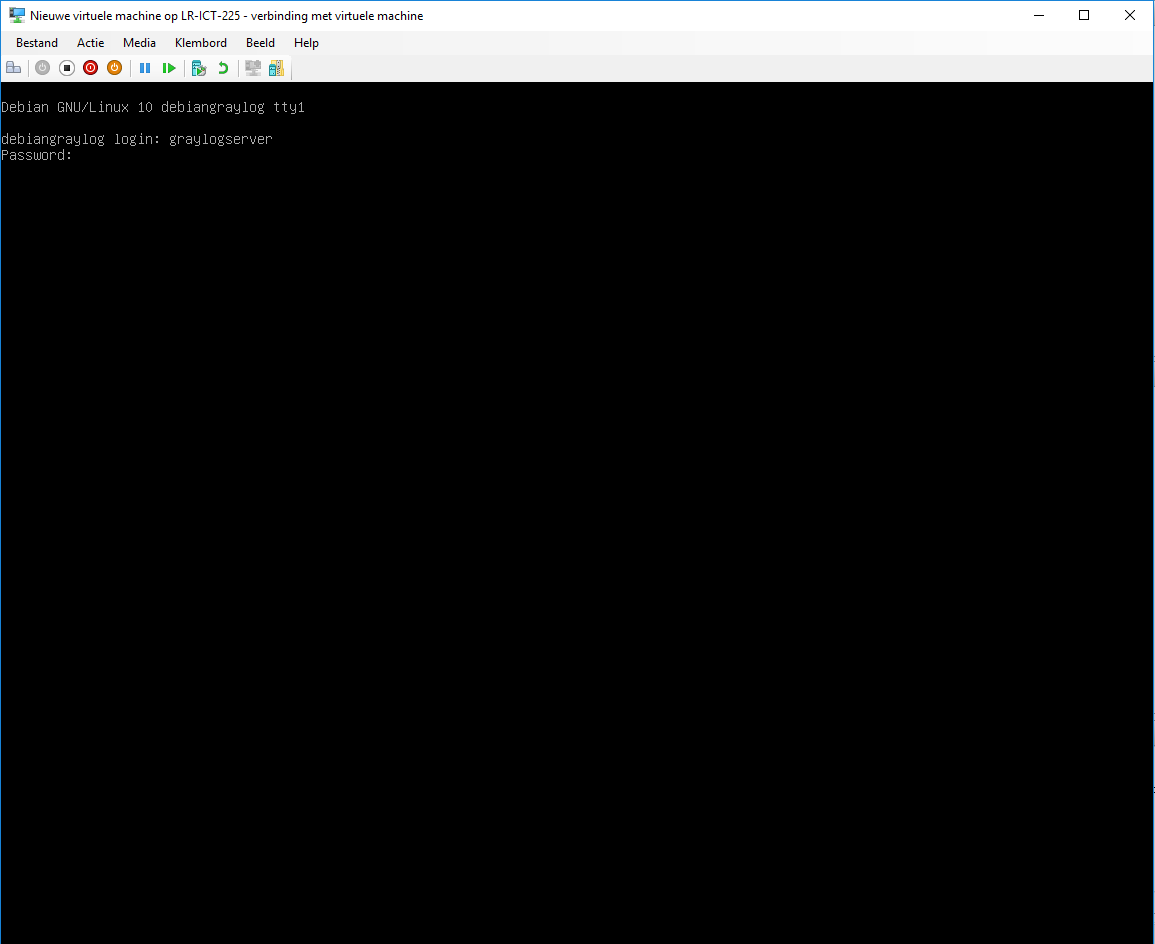 Nieuwe virtuele machine op LR-ICT-225 - verbinding met virtuele machine
Bestand Actie Media Klembord Beeld Help
Debian GNU/Linux 10 debiangraylog tty1
debiangraylog login: graylogserver
Password: